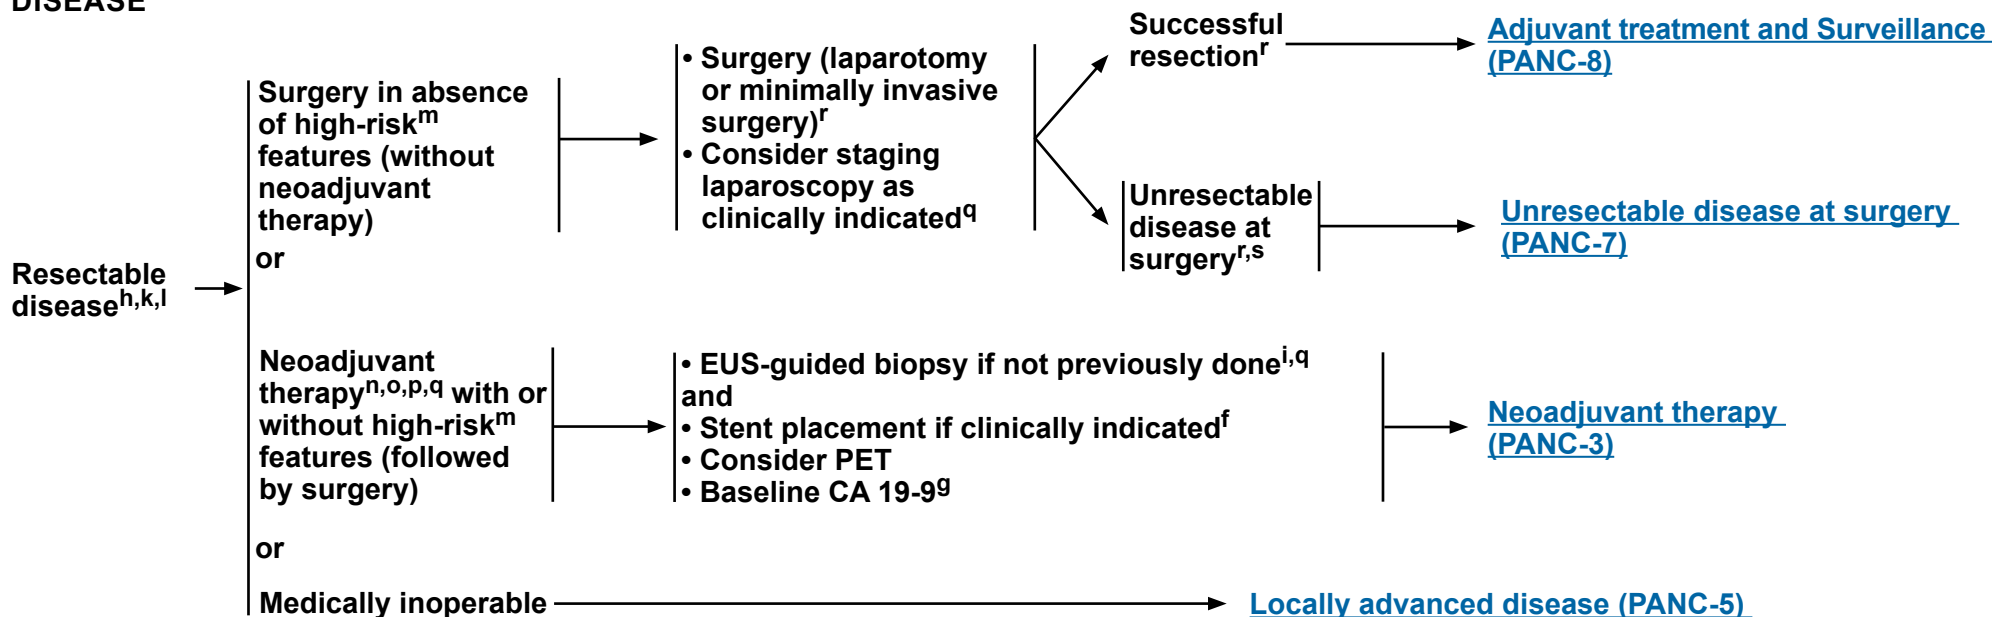 DISEASE
Resectable
disease^h,k,l
Surgery in absence
of high-risk^m
features (without
neoadjuvant
therapy)
or
Neoadjuvant
therapy^n,o,p,q with or
without high-risk^m
features (followed
by surgery)
or
Medically inoperable
• Surgery (laparotomy
or minimally invasive
surgery)^r
• Consider staging
laparoscopy as
clinically indicated^q
Successful
resection^r
Adjuvant treatment and Surveillance
(PANC-8)
Unresectable
disease at
surgery^r,s
Unresectable disease at surgery
(PANC-7)
• EUS-guided biopsy if not previously done^i,q
and
• Stent placement if clinically indicated^f
• Consider PET
• Baseline CA 19-9^g
Neoadjuvant therapy
(PANC-3)
Locally advanced disease (PANC-5)